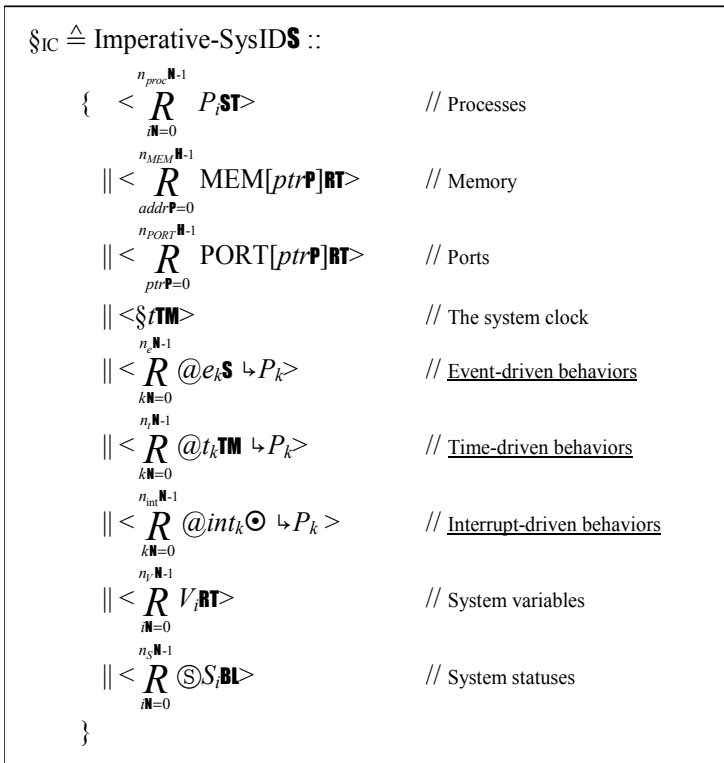 §IC ≙ Imperative-SysIDS ::
nprocN-1
{ < R PiST> // Processes
iN=0
nMEMH-1
|| < R MEM[ptrP]RT> // Memory
addrP=0
nPORTH-1
|| < R PORT[ptrP]RT> // Ports
ptrP=0
|| <§tTM> // The system clock
neN-1
|| < R @ekS ↳Pk> // Event-driven behaviors
kN=0
ntN-1
|| < R @tkTM ↳Pk> // Time-driven behaviors
kN=0
nintN-1
|| < R @intk⊙ ↳Pk > // Interrupt-driven behaviors
kN=0
nVN-1
|| < R ViRT> // System variables
iN=0
nSN-1
|| < R ⓈSiBL> // System statuses
iN=0
}